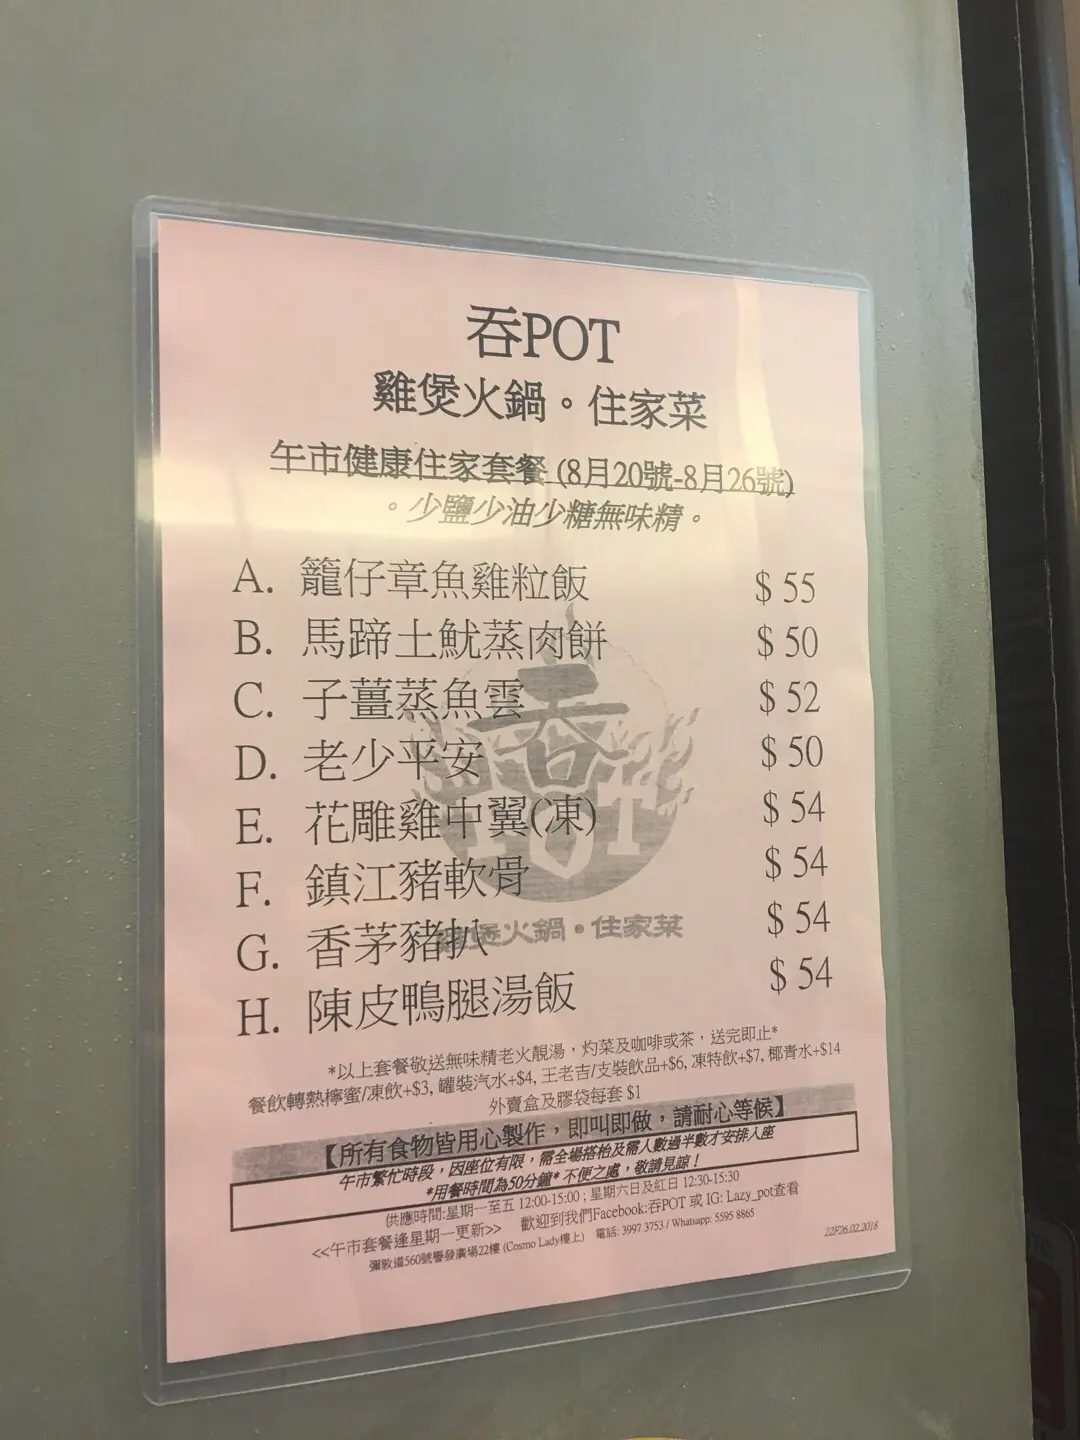 吞POT
雞煲火鍋。住家菜
午市健康住家套餐 (8月20號-8月26號)
。少鹽少油少糖無味精。
A. 籠仔章魚雞粒飯 $ 55
B. 馬蹄土魷蒸肉餅 $ 50
C. 子薑蒸魚雲 $ 52
D. 老少平安 $ 50
E. 花雕雞中翼(凍) $ 54
F. 鎮江豬軟骨 $ 54
G. 香茅豬扒 $ 54
H. 陳皮鴨腿湯飯 $ 54
吞
POT
雞煲火鍋•住家菜
*以上套餐敬送無味精老火靚湯，灼菜及咖啡或茶，送完即止*
餐飲轉熱檸蜜/凍飲+$3, 罐裝汽水+$4, 王老吉/支裝飲品+$6, 凍特飲+$7, 椰青水+$14
外賣盒及膠袋每套 $1
【所有食物皆用心製作，即叫即做，請耐心等候】
午市繁忙時段，因座位有限，需全場搭枱及需人數過半數才安排入座
*用餐時間為50分鐘* 不便之處，敬請見諒！
供應時間:星期一至五 12:00-15:00 ; 星期六日及紅日 12:30-15:30
<<午市套餐逢星期一更新>> 歡迎到我們Facebook:吞POT 或 IG: Lazy_pot查看
彌敦道560號譽發廣場22樓 (Cosmo Lady樓上) 電話: 3997 3753 / Whatsapp: 5595 8865
22F26.02.2018